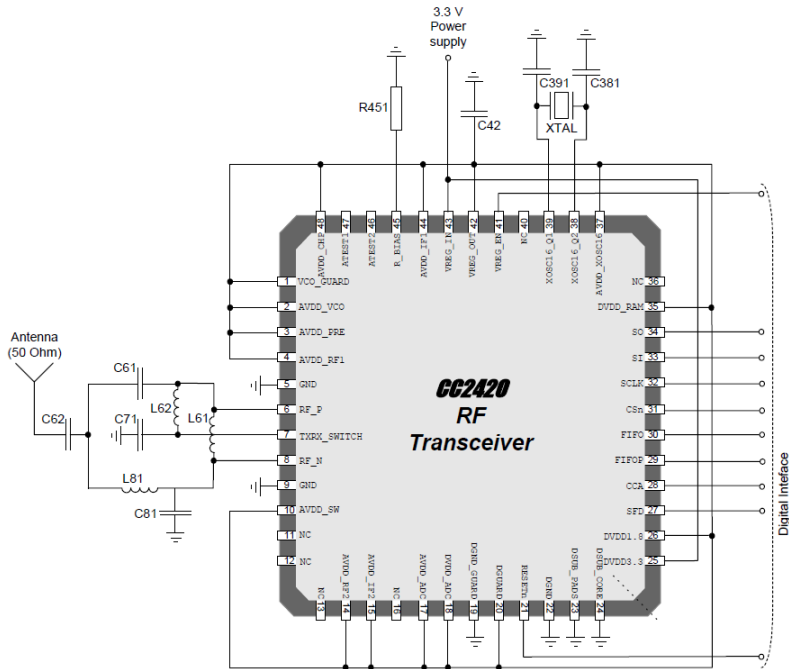 3.3 V
Power
supply
C391
C381
R451
C42
XTAL
48 47 46 45 44 43 42 41 40 39 38 37
AVDD_CHP
ATEST1
ATEST2
R_BIAS
AVDD_IF1
VREG_IN
VREG_OUT
VREG_EN
NC
XOSC16_Q1
XOSC16_Q2
AVDD_XOSC16
1 VCO_GUARD
2 AVDD_VCO
3 AVDD_PRE
4 AVDD_RF1
5 GND
6 RF_P
7 TXRX_SWITCH
8 RF_N
9 GND
10 AVDD_SW
11 NC
12 NC
Antenna
(50 Ohm)
C61
L62
L61
C62
C71
L81
C81
CC2420
RF
Transceiver
NC 36
DVDD_RAM 35
SO 34
SI 33
SCLK 32
CSn 31
FIFO 30
FIFOP 29
CCA 28
SFD 27
DVDD1.8 26
DVDD3.3 25
Digital Inteface
NC
AVDD_RF2
AVDD_IF2
NC
AVDD_ADC
DVDD_ADC
DGND_GUARD
DGUARD
RESETn
DGND
DSUB_PADS
DSUB_CORE
13 14 15 16 17 18 19 20 21 22 23 24